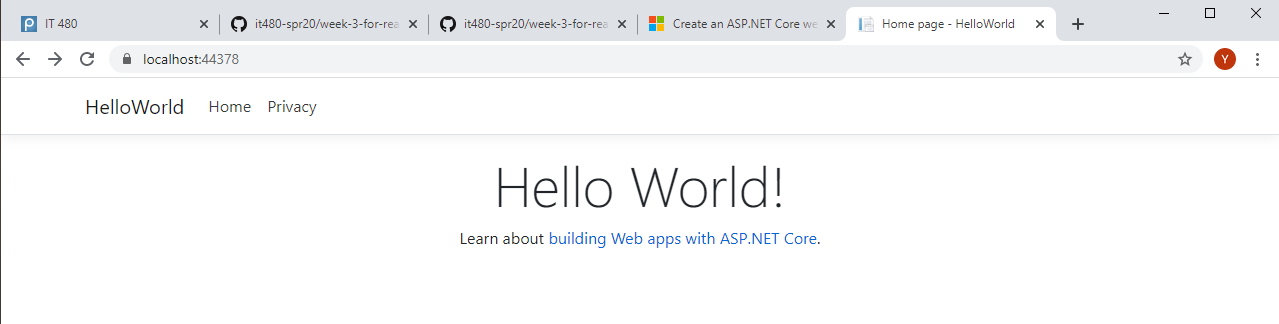 IT 480
it480-spr20/week-3-for-rea
it480-spr20/week-3-for-rea
Create an ASP.NET Core we
Home page - HelloWorld
localhost:44378
Y
HelloWorld
Home
Privacy
Hello World!
Learn about building Web apps with ASP.NET Core.